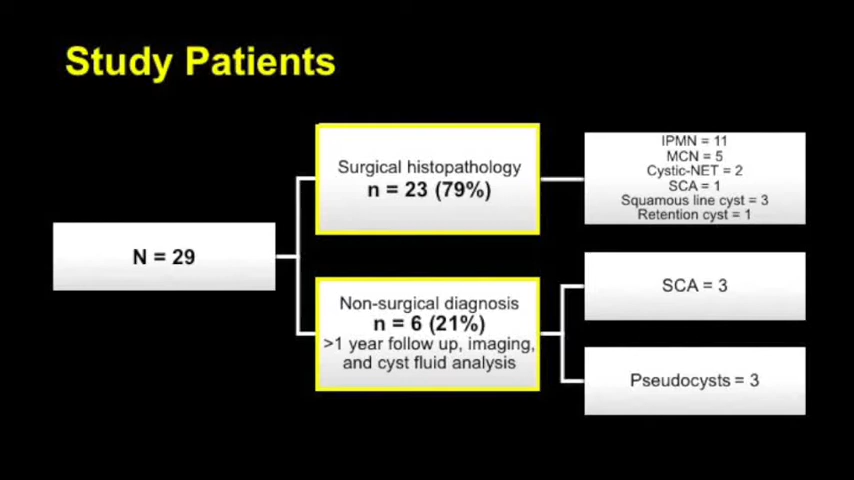 Study Patients
N = 29
Surgical histopathology
n = 23 (79%)
IPMN = 11
MCN = 5
Cystic-NET = 2
SCA = 1
Squamous line cyst = 3
Retention cyst = 1
Non-surgical diagnosis
n = 6 (21%)
>1 year follow up, imaging,
and cyst fluid analysis
SCA = 3
Pseudocysts = 3